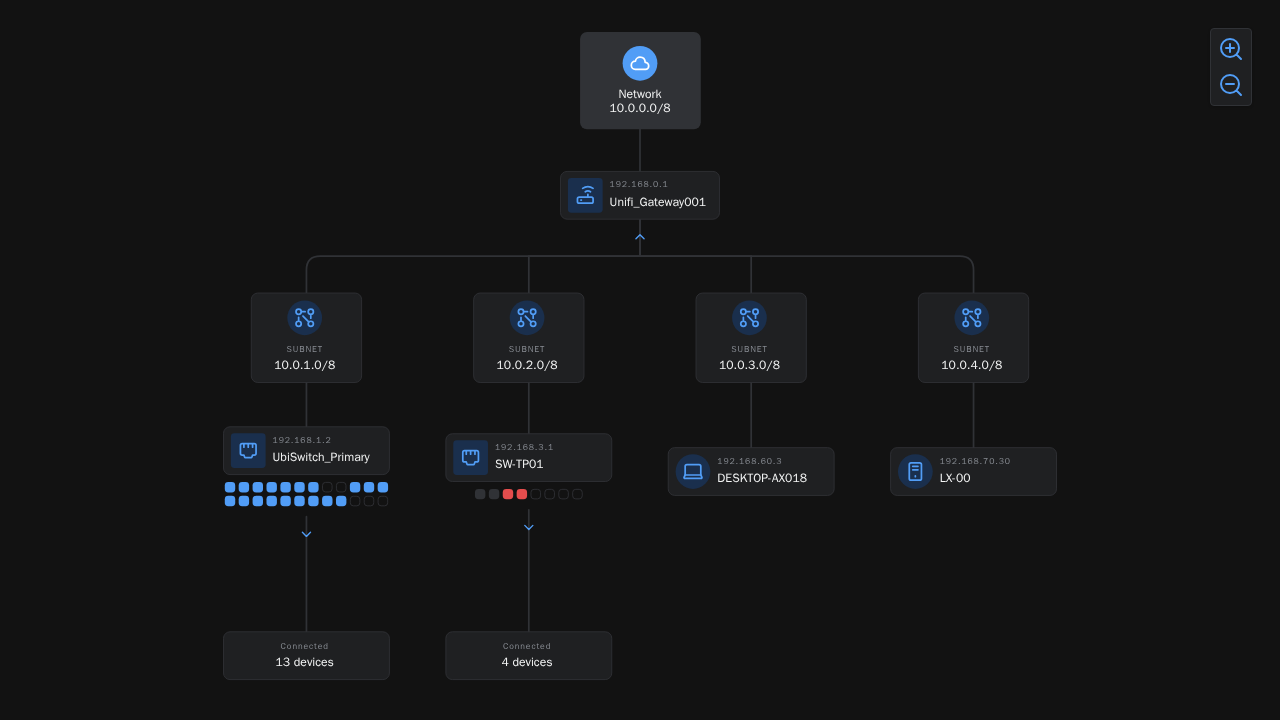 Network
10.0.0.0/8
192.168.0.1
Unifi_Gateway001
SUBNET
10.0.1.0/8
SUBNET
10.0.2.0/8
SUBNET
10.0.3.0/8
SUBNET
10.0.4.0/8
192.168.1.2
UbiSwitch_Primary
192.168.3.1
SW-TP01
192.168.60.3
DESKTOP-AX018
192.168.70.30
LX-00
Connected
13 devices
Connected
4 devices